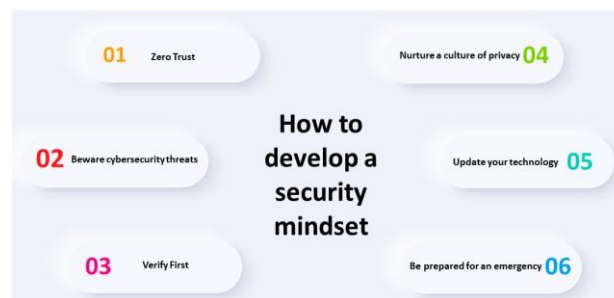 01 Zero Trust
02 Beware cybersecurity threats
03 Verify First
How to
develop a
security
mindset
Nurture a culture of privacy 04
Update your technology 05
Be prepared for an emergency 06